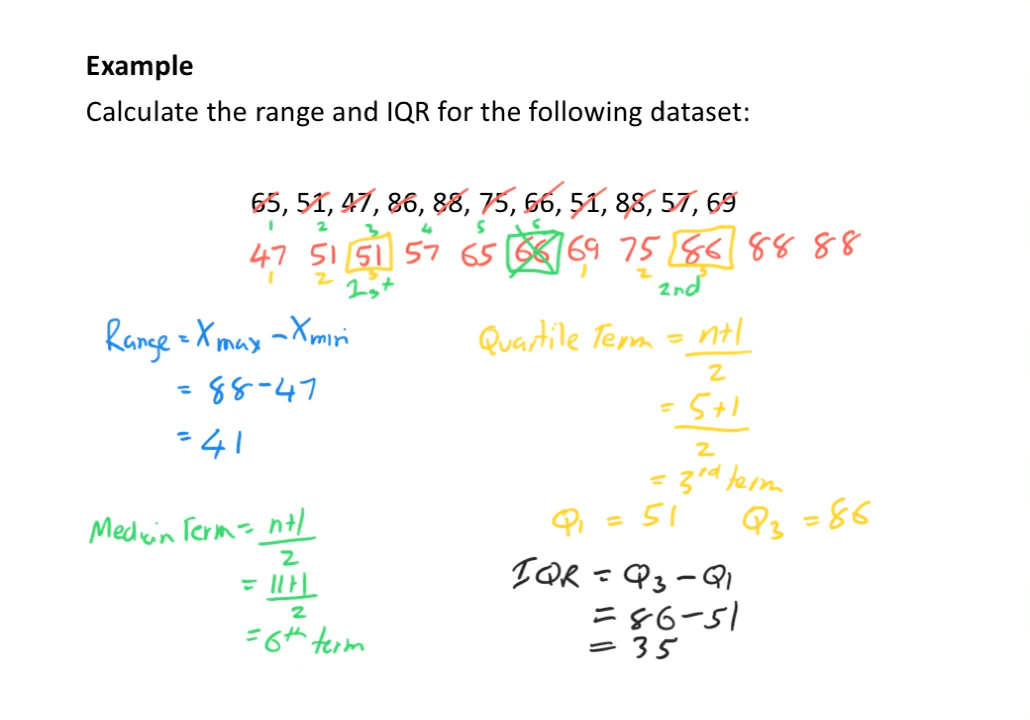 Example
Calculate the range and IQR for the following dataset:
65, 51, 47, 86, 88, 75, 66, 51, 88, 57, 69
1 2 3 4 5 6
47 51 51 57 65 66 69 75 86 88 88
1 2 3 1 2 3
1st 2nd
Range = Xmax - Xmin
= 88-47
= 41
Quartile Term = n+1
2
= 5+1
2
= 3rd term
Q1 = 51 Q3 = 86
Median Term = n+1
2
= 11+1
2
= 6th term
IQR = Q3 - Q1
= 86-51
= 35